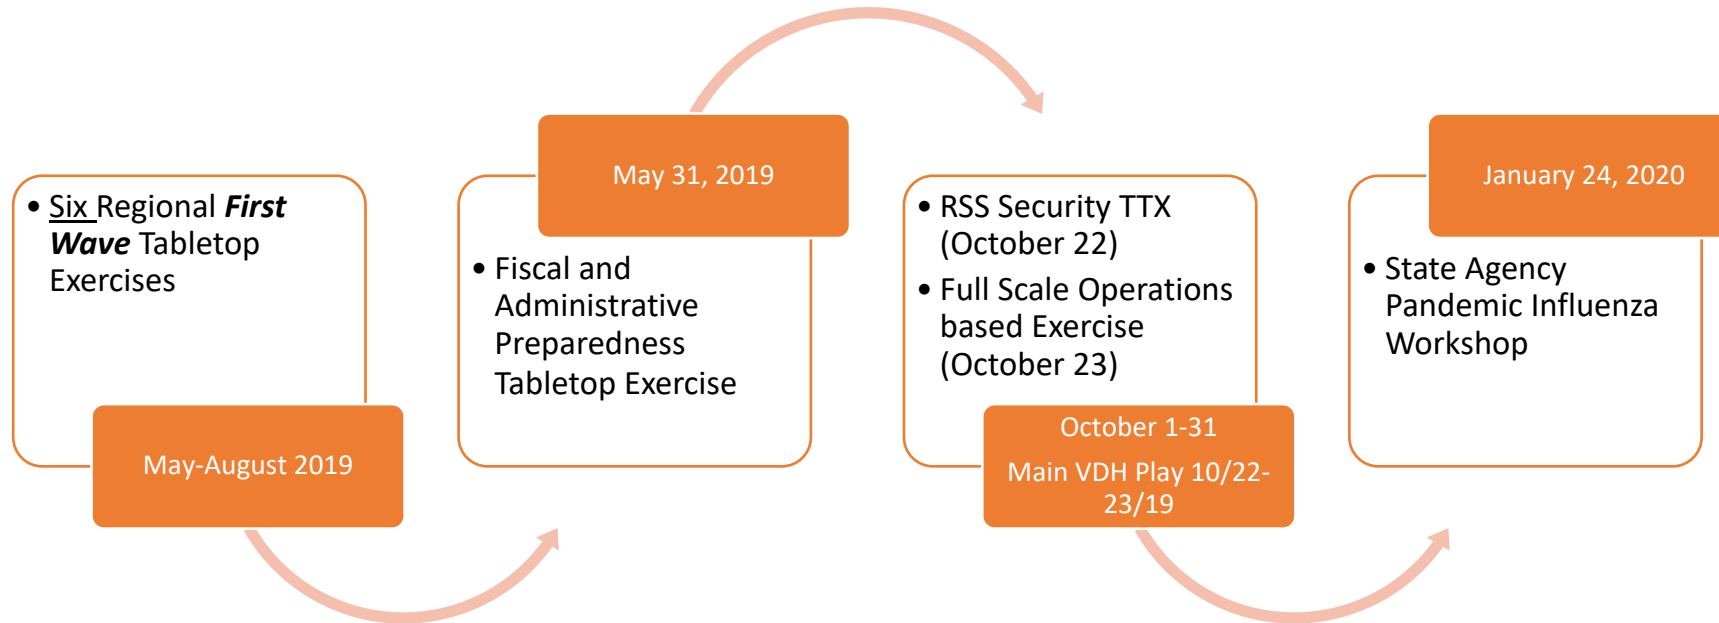 • Six Regional First
Wave Tabletop
Exercises
May-August 2019
May 31, 2019
• Fiscal and
Administrative
Preparedness
Tabletop Exercise
• RSS Security TTX
(October 22)
• Full Scale Operations
based Exercise
(October 23)
October 1-31
Main VDH Play 10/22-
23/19
January 24, 2020
• State Agency
Pandemic Influenza
Workshop